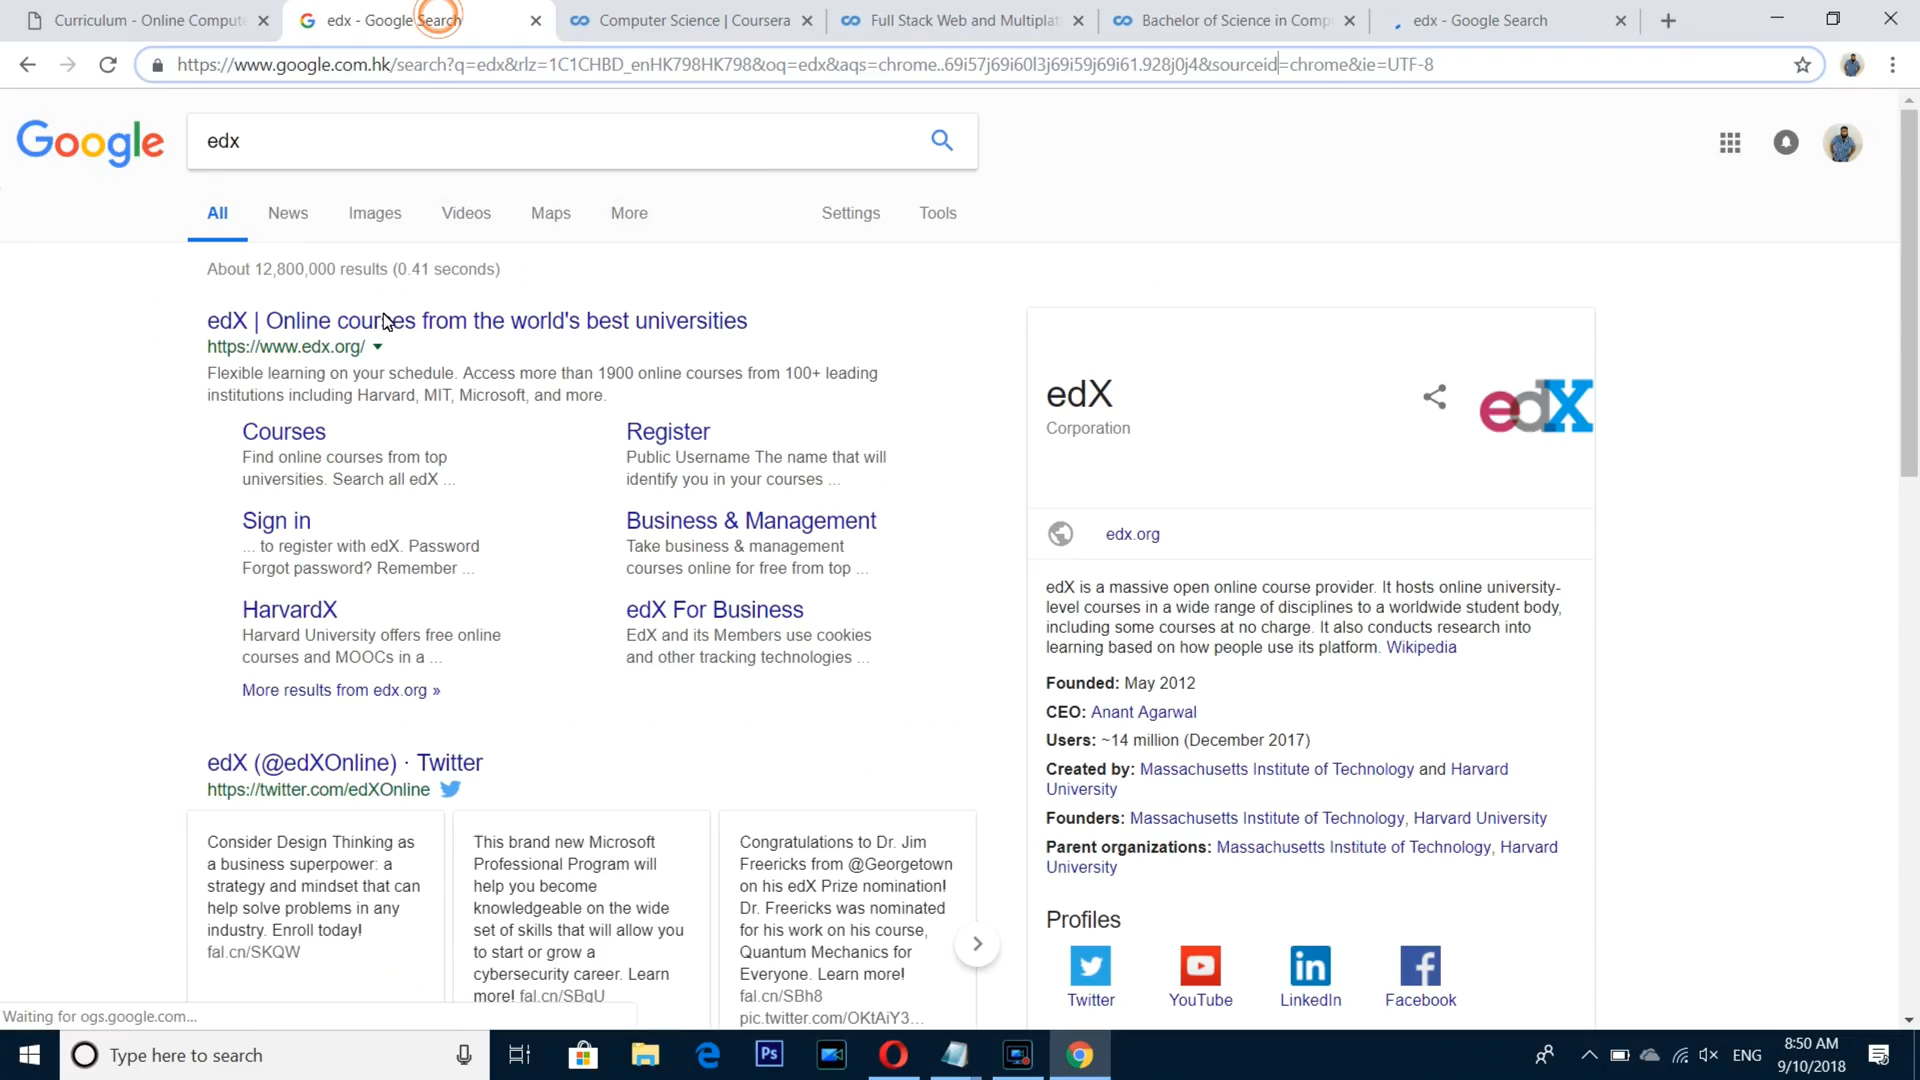 Curriculum - Online Compute
edx - Google Search
Computer Science | Coursera
Full Stack Web and Multiplat
Bachelor of Science in Comp
edx - Google Search
https://www.google.com.hk/search?q=edx&rlz=1C1CHBD_enHK798HK798&oq=edx&aqs=chrome..69i57j69i60l3j69i59j69i61.928j0j4&sourceid=chrome&ie=UTF-8
Google
edx
All
News
Images
Videos
Maps
More
Settings
Tools
About 12,800,000 results (0.41 seconds)
edX | Online courses from the world's best universities
https://www.edx.org/
Flexible learning on your schedule. Access more than 1900 online courses from 100+ leading
institutions including Harvard, MIT, Microsoft, and more.
Courses
Find online courses from top
universities. Search all edX ...
Register
Public Username The name that will
identify you in your courses ...
Sign in
... to register with edX. Password
Forgot password? Remember ...
Business & Management
Take business & management
courses online for free from top ...
HarvardX
Harvard University offers free online
courses and MOOCs in a ...
edX For Business
EdX and its Members use cookies
and other tracking technologies ...
More results from edx.org »
edX (@edXOnline) · Twitter
https://twitter.com/edXOnline
Consider Design Thinking as
a business superpower: a
strategy and mindset that can
help solve problems in any
industry. Enroll today!
fal.cn/SKQW
This brand new Microsoft
Professional Program will
help you become
knowledgeable on the wide
set of skills that will allow you
to start or grow a
cybersecurity career. Learn
more! fal.cn/SBgU
Congratulations to Dr. Jim
Freericks from @Georgetown
on his edX Prize nomination!
Dr. Freericks was nominated
for his work on his course,
Quantum Mechanics for
Everyone. Learn more!
fal.cn/SBh8
pic.twitter.com/OKtAiY3...
edX
Corporation
edX
edx.org
edX is a massive open online course provider. It hosts online university-
level courses in a wide range of disciplines to a worldwide student body,
including some courses at no charge. It also conducts research into
learning based on how people use its platform. Wikipedia
Founded: May 2012
CEO: Anant Agarwal
Users: ~14 million (December 2017)
Created by: Massachusetts Institute of Technology and Harvard
University
Founders: Massachusetts Institute of Technology, Harvard University
Parent organizations: Massachusetts Institute of Technology, Harvard
University
Profiles
Twitter
YouTube
LinkedIn
Facebook
Waiting for ogs.google.com...
Type here to search
Ps
ENG
8:50 AM
9/10/2018